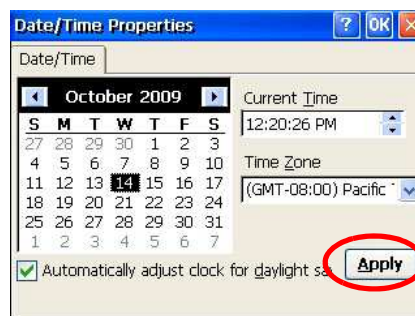 Date/Time Properties ? OK
Date/Time
October 2009
S M T W T F S
27 28 29 30 1 2 3
4 5 6 7 8 9 10
11 12 13 14 15 16 17
18 19 20 21 22 23 24
25 26 27 28 29 30 31
1 2 3 4 5 6 7
Current Time
12:20:26 PM
Time Zone
(GMT-08:00) Pacific
Automatically adjust clock for daylight
Apply